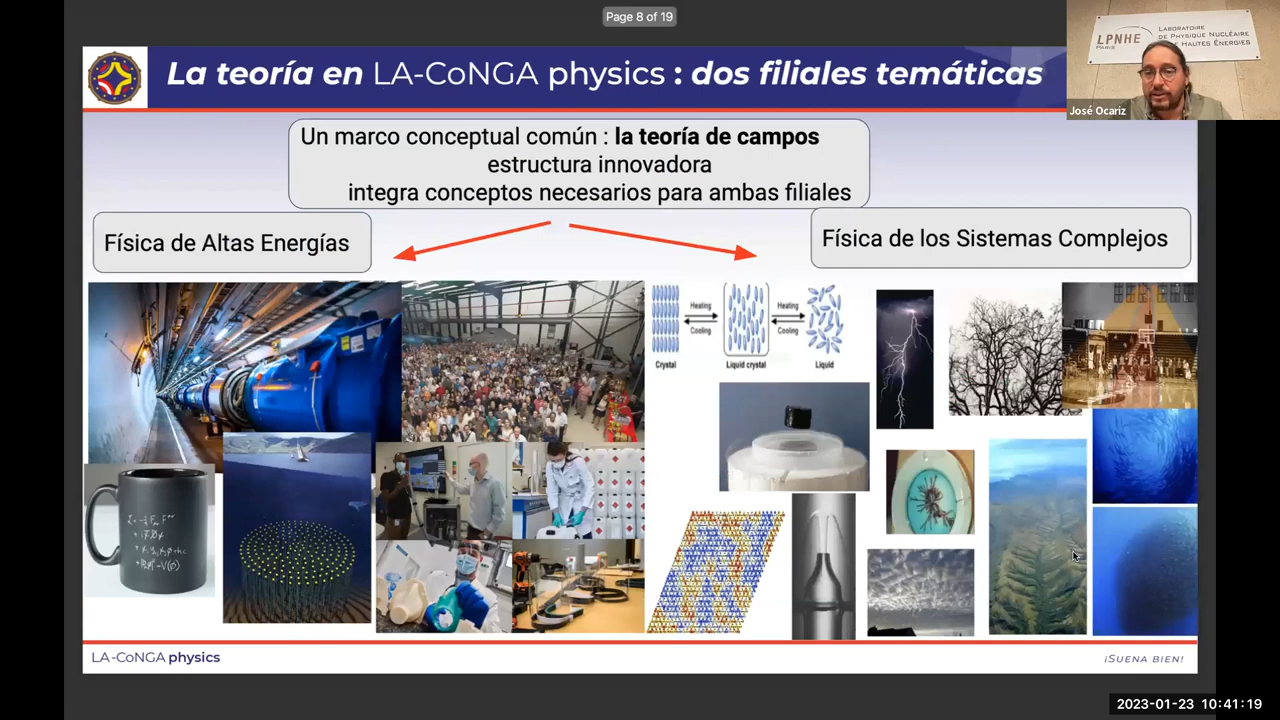 Page 8 of 19
LPNHE
PARIS
LABORATOIRE
DE PHYSIQUE NUCLÉAIRE
HAUTES ÉNERGIES
José Ocariz
La teoría en LA-CoNGA physics : dos filiales temáticas
Un marco conceptual común : la teoría de campos
estructura innovadora
integra conceptos necesarios para ambas filiales
Física de Altas Energías
Física de los Sistemas Complejos
Heating
Cooling
Heating
Cooling
Crystal
Liquid crystal
Liquid
LA-CoNGA physics
¡SUENA BIEN!
2023-01-23 10:41:19